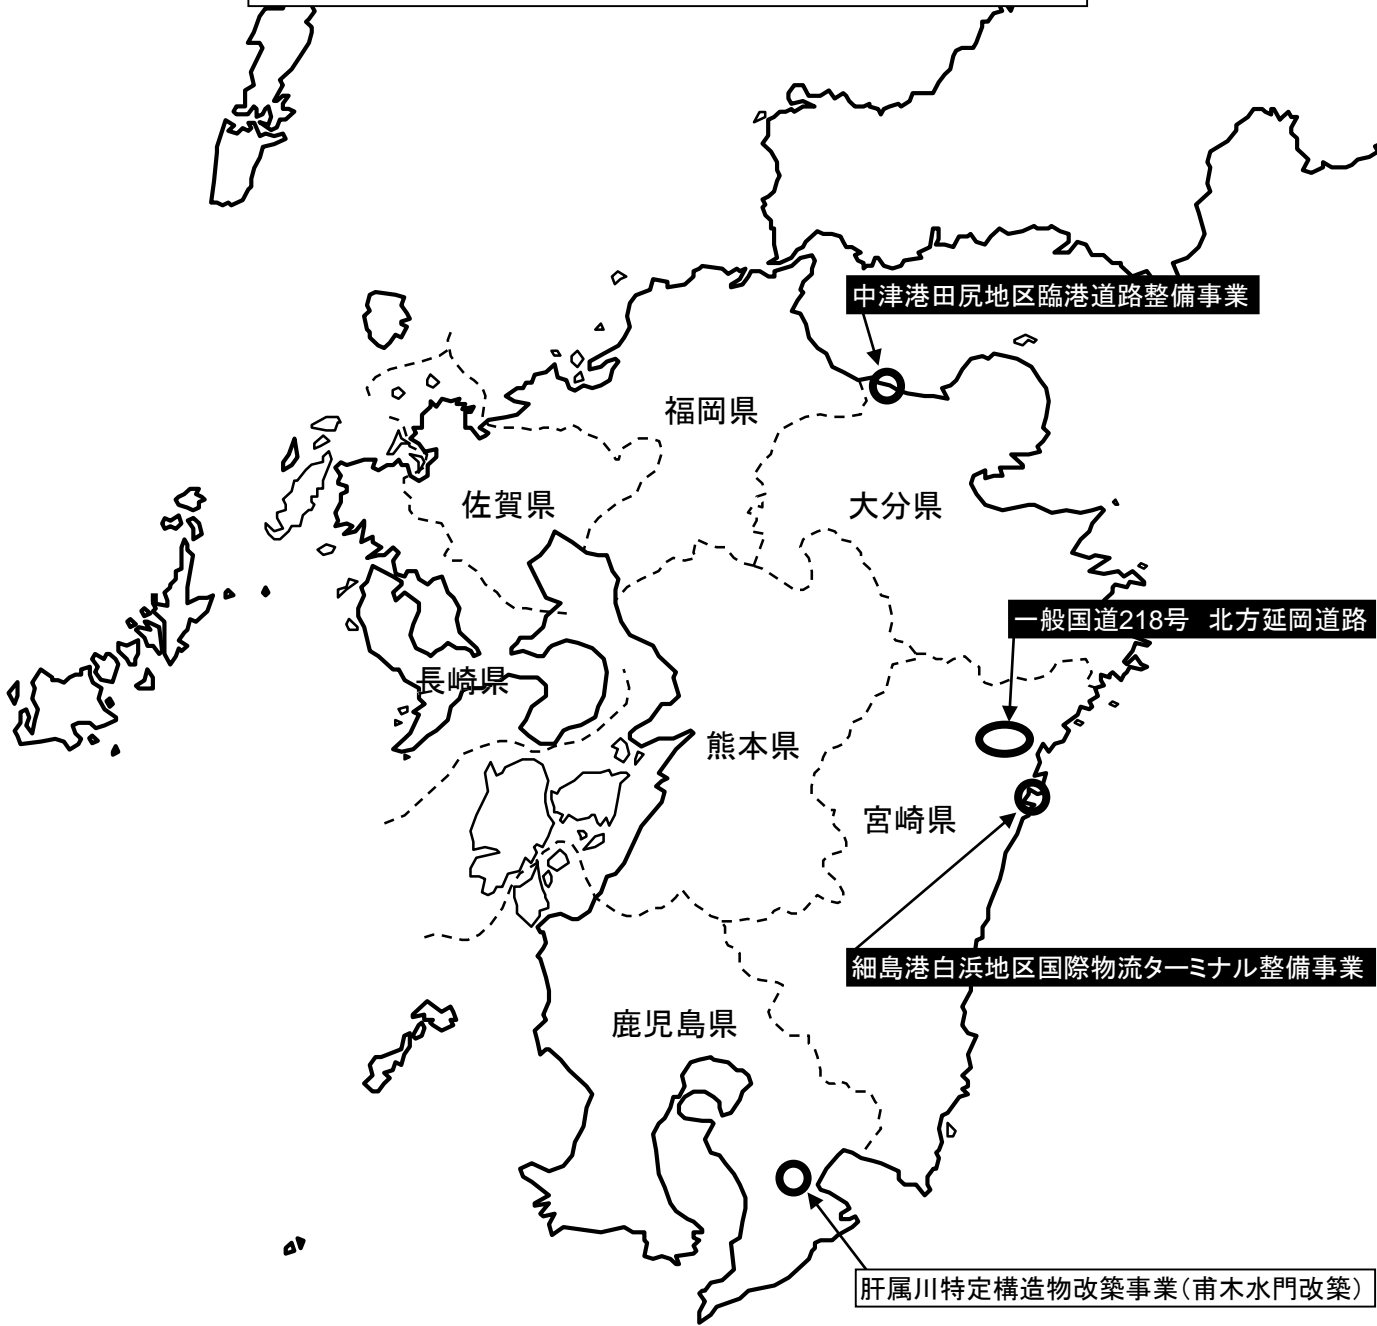 中津港田尻地区臨港道路整備事業
福岡県
佐賀県
大分県
一般国道218号　北方延岡道路
長崎県
熊本県
宮崎県
細島港白浜地区国際物流ターミナル整備事業
鹿児島県
肝属川特定構造物改築事業(甫木水門改築)